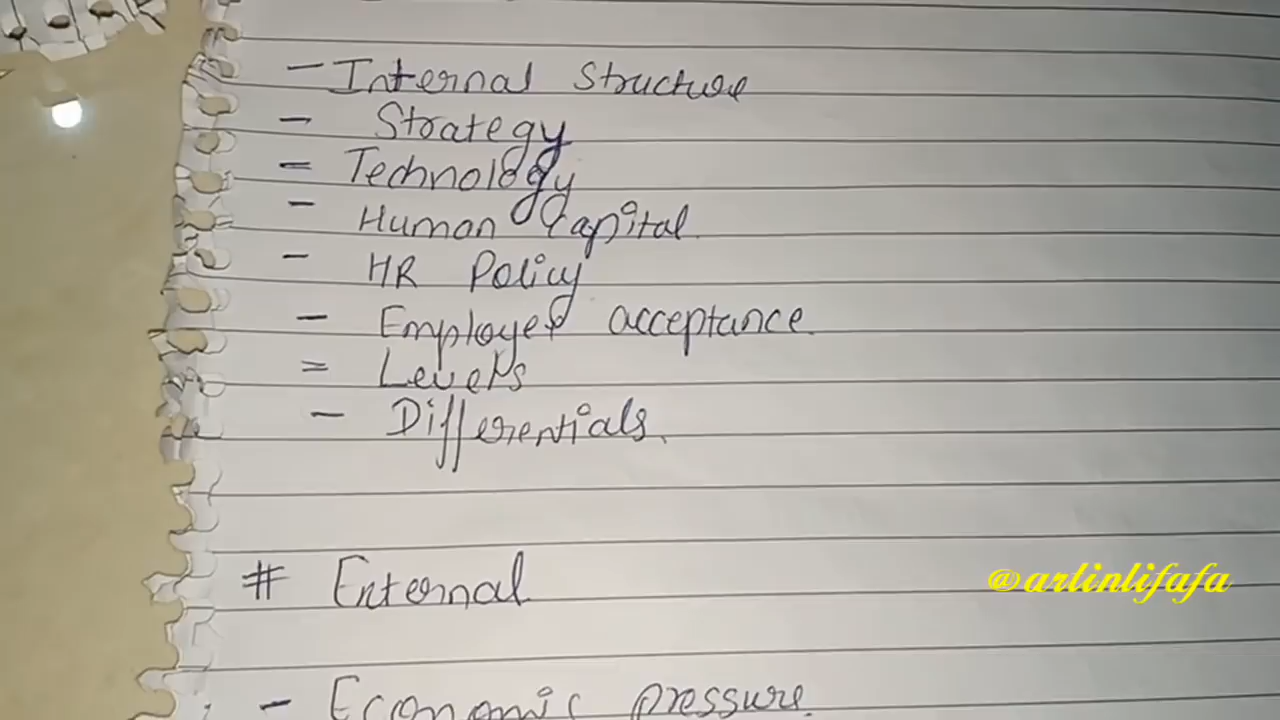 - Internal Structure
- Strategy
= Technology
- Human Capital.
- HR Policy
- Employee acceptance.
= Levels
- Differentials.
# External
@artinlifafa
- Economic pressure.